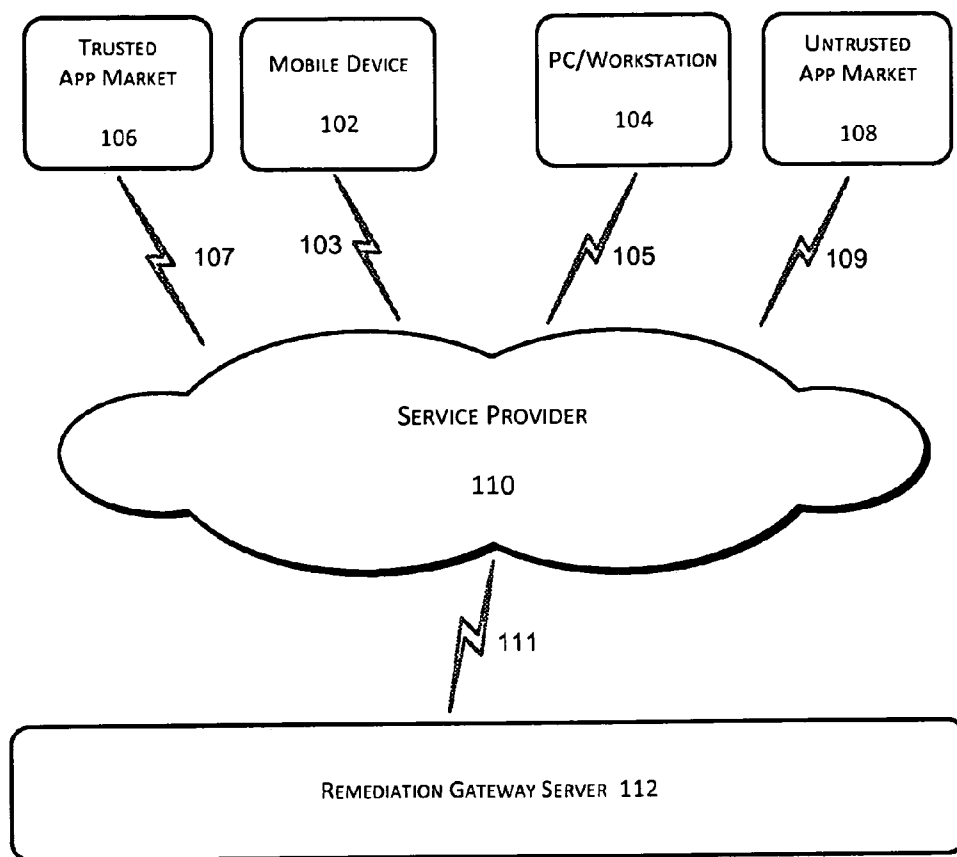 TRUSTED
APP MARKET
106
MOBILE DEVICE
102
PC/WORKSTATION
104
UNTRUSTED
APP MARKET
108
107
103
105
109
SERVICE PROVIDER
110
111
REMEDIATION GATEWAY SERVER 112